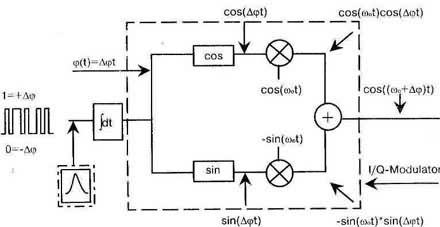 cos(Δφt)
cos(ω₀t)cos(Δφt)
φ(t)=Δφt
cos
1=+Δφ
cos(ω₀t)
cos((ω₀+Δφ)t)
∫dt
+
0=-Δφ
-sin(ω₀t)
sin
I/Q-Modulator
sin(Δφt)
-sin(ω₀t)*sin(Δφt)